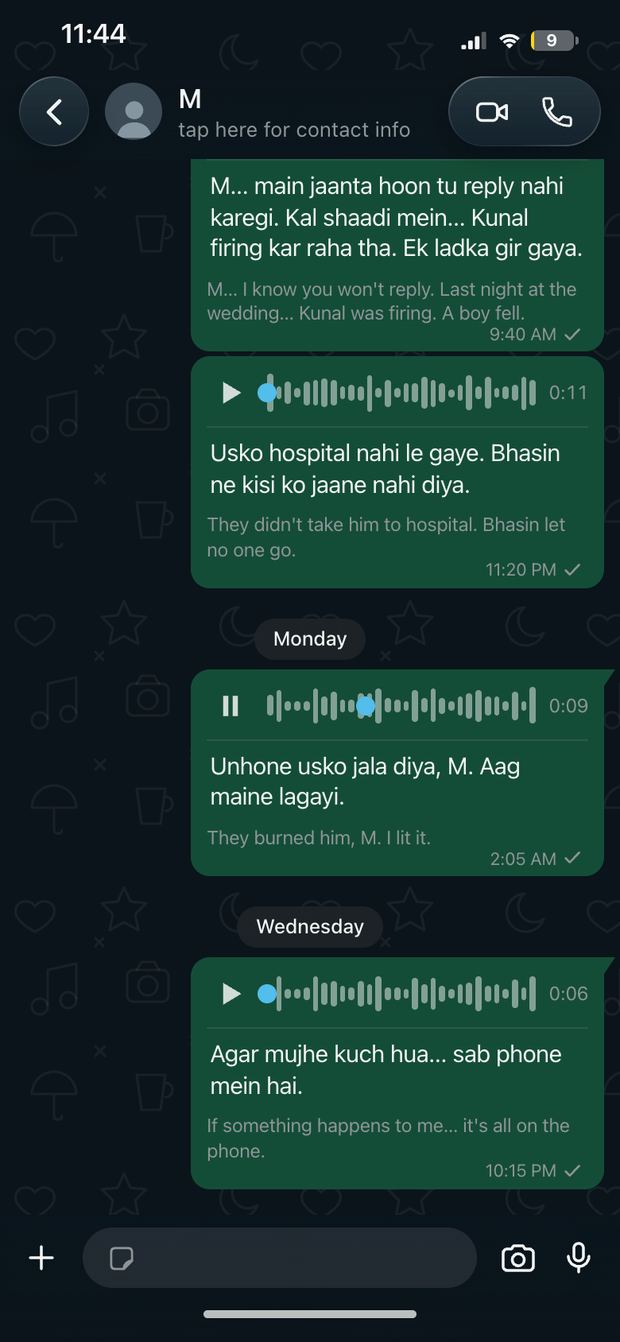 11:44
9
M
tap here for contact info
M... main jaanta hoon tu reply nahi
karegi. Kal shaadi mein... Kunal
firing kar raha tha. Ek ladka gir gaya.
M... I know you won't reply. Last night at the
wedding... Kunal was firing. A boy fell.
9:40 AM
0:11
Usko hospital nahi le gaye. Bhasin
ne kisi ko jaane nahi diya.
They didn't take him to hospital. Bhasin let
no one go.
11:20 PM
Monday
0:09
Unhone usko jala diya, M. Aag
maine lagayi.
They burned him, M. I lit it.
2:05 AM
Wednesday
0:06
Agar mujhe kuch hua... sab phone
mein hai.
If something happens to me... it's all on the
phone.
10:15 PM